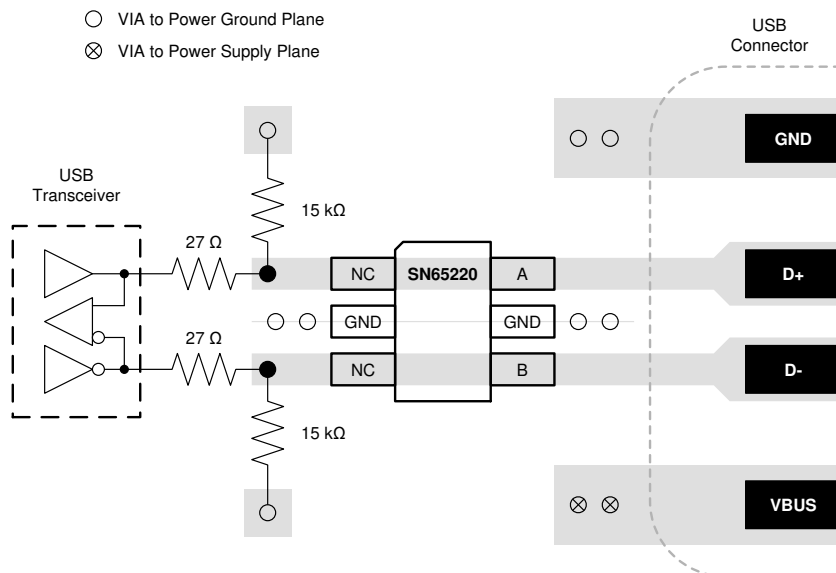 VIA to Power Ground Plane
VIA to Power Supply Plane
USB
Connector
GND
USB
Transceiver
15 kΩ
27 Ω
NC
SN65220
A
D+
GND
GND
27 Ω
NC
B
D-
15 kΩ
VBUS